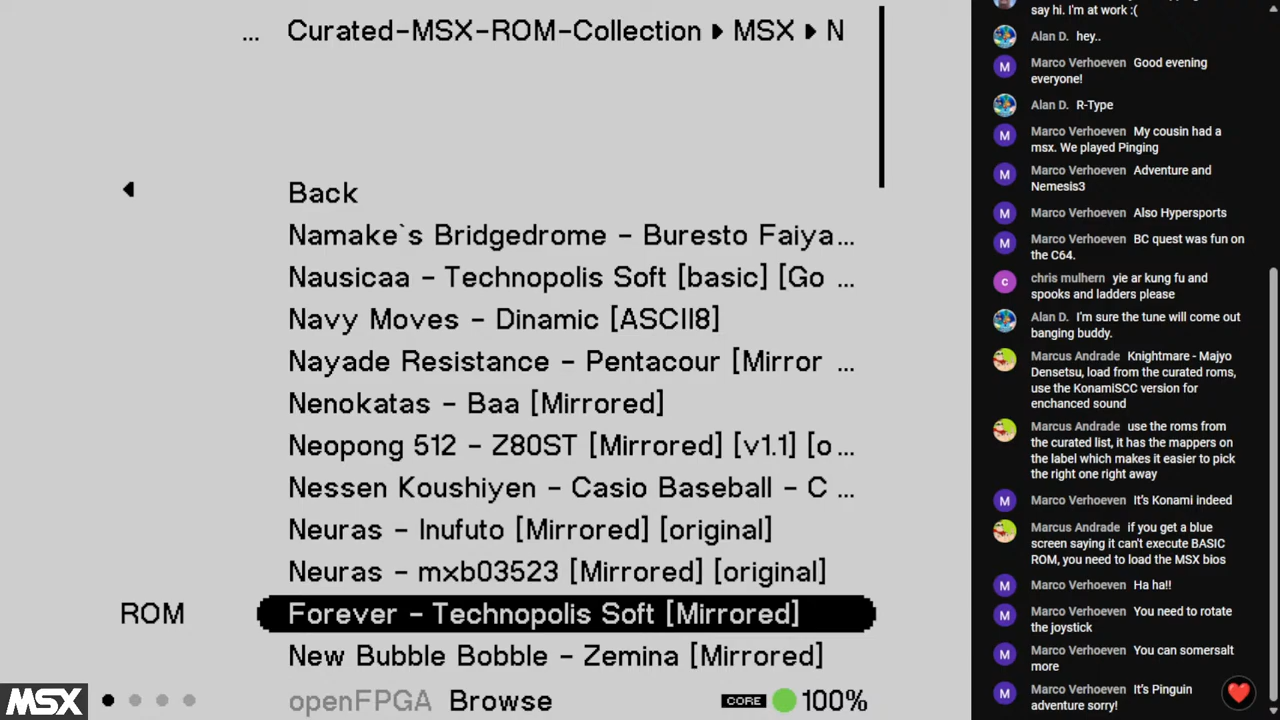 ... Curated-MSX-ROM-Collection ▶ MSX ▶ N
Back
Namake`s Bridgedrome - Buresto Faiya...
Nausicaa - Technopolis Soft [basic] [Go ...
Navy Moves - Dinamic [ASCII8]
Nayade Resistance - Pentacour [Mirror ...
Nenokatas - Baa [Mirrored]
Neopong 512 - Z80ST [Mirrored] [v1.1] [o ...
Nessen Koushiyen - Casio Baseball - C ...
Neuras - Inufuto [Mirrored] [original]
Neuras - mxb03523 [Mirrored] [original]
ROM Forever - Technopolis Soft [Mirrored]
New Bubble Bobble - Zemina [Mirrored]
MSX openFPGA Browse CORE 100%
say hi. I'm at work :(
Alan D. hey..
Marco Verhoeven Good evening
everyone!
Alan D. R-Type
Marco Verhoeven My cousin had a
msx. We played Pinging
Marco Verhoeven Adventure and
Nemesis3
Marco Verhoeven Also Hypersports
Marco Verhoeven BC quest was fun on
the C64.
chris mulhern yie ar kung fu and
spooks and ladders please
Alan D. I'm sure the tune will come out
banging buddy.
Marcus Andrade Knightmare - Majyo
Densetsu, load from the curated roms,
use the KonamiSCC version for
enchanced sound
Marcus Andrade use the roms from
the curated list, it has the mappers on
the label which makes it easier to pick
the right one right away
Marco Verhoeven It's Konami indeed
Marcus Andrade if you get a blue
screen saying it can't execute BASIC
ROM, you need to load the MSX bios
Marco Verhoeven Ha ha!!
Marco Verhoeven You need to rotate
the joystick
Marco Verhoeven You can somersalt
more
Marco Verhoeven It's Pinguin
adventure sorry!